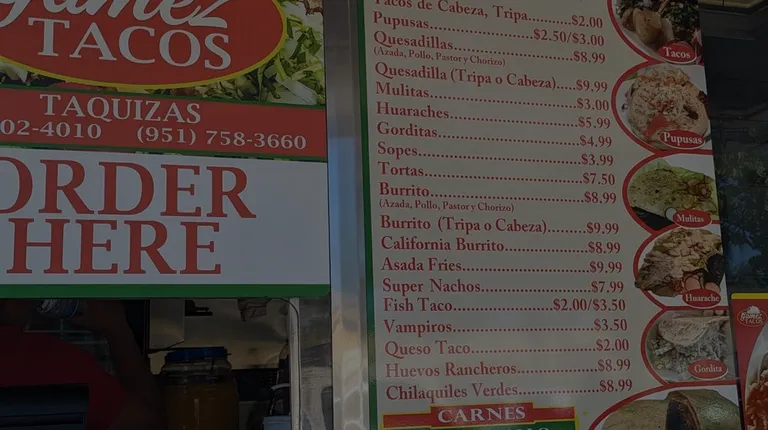 Gamez
TACOS
TAQUIZAS
02-4010 (951) 758-3660
ORDER
HERE
Tacos de Cabeza, Tripa..........$2.00
Pupusas..........$2.50/$3.00
Quesadillas..........$8.99
(Azada, Pollo, Pastor y Chorizo)
Quesadilla (Tripa o Cabeza).....$9.99
Mulitas..........$3.00
Huaraches..........$5.99
Gorditas..........$4.99
Sopes..........$3.99
Tortas..........$7.50
Burrito..........$8.99
(Azada, Pollo, Pastor y Chorizo)
Burrito (Tripa o Cabeza)........$9.99
California Burrito..........$8.99
Asada Fries..........$9.99
Super Nachos..........$7.99
Fish Taco..........$2.00/$3.50
Vampiros..........$3.50
Queso Taco..........$2.00
Huevos Rancheros..........$8.99
Chilaquiles Verdes..........$8.99
CARNES
Tacos
Pupusas
Mulitas
Huarache
Gordita
TACOS